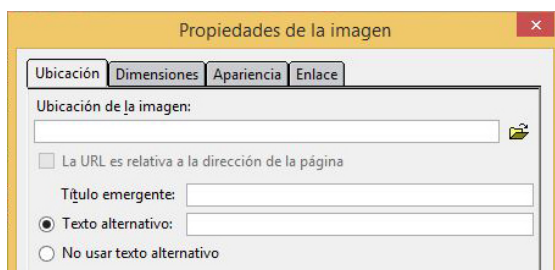 Propiedades de la imagen
Ubicación Dimensiones Apariencia Enlace
Ubicación de la imagen:
La URL es relativa a la dirección de la página
Título emergente:
Texto alternativo:
No usar texto alternativo